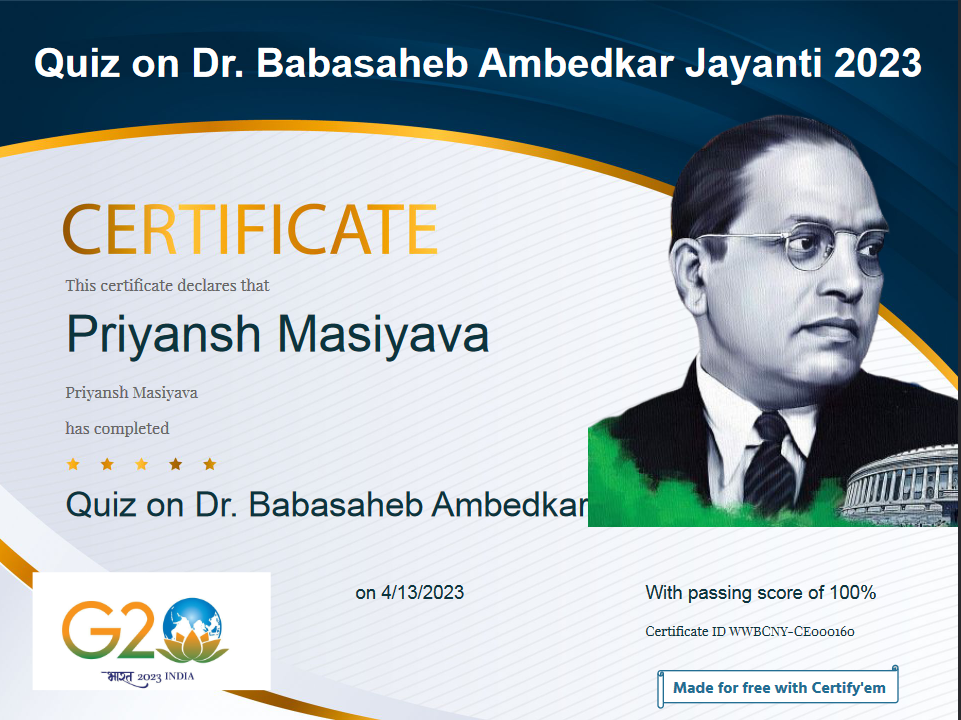 Quiz on Dr. Babasaheb Ambedkar Jayanti 2023
CERTIFICATE
This certificate declares that
Priyansh Masiyava
Priyansh Masiyava
has completed
Quiz on Dr. Babasaheb Ambedkar
on 4/13/2023
With passing score of 100%
Certificate ID WWBCNY-CE000160
G20
भारत 2023 INDIA
Made for free with Certify'em